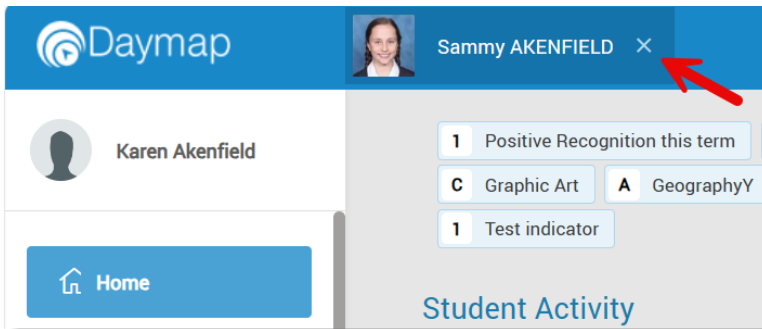 Daymap
Sammy AKENFIELD ×
Karen Akenfield
1 Positive Recognition this term
C Graphic Art A GeographyY
1 Test indicator
Home
Student Activity